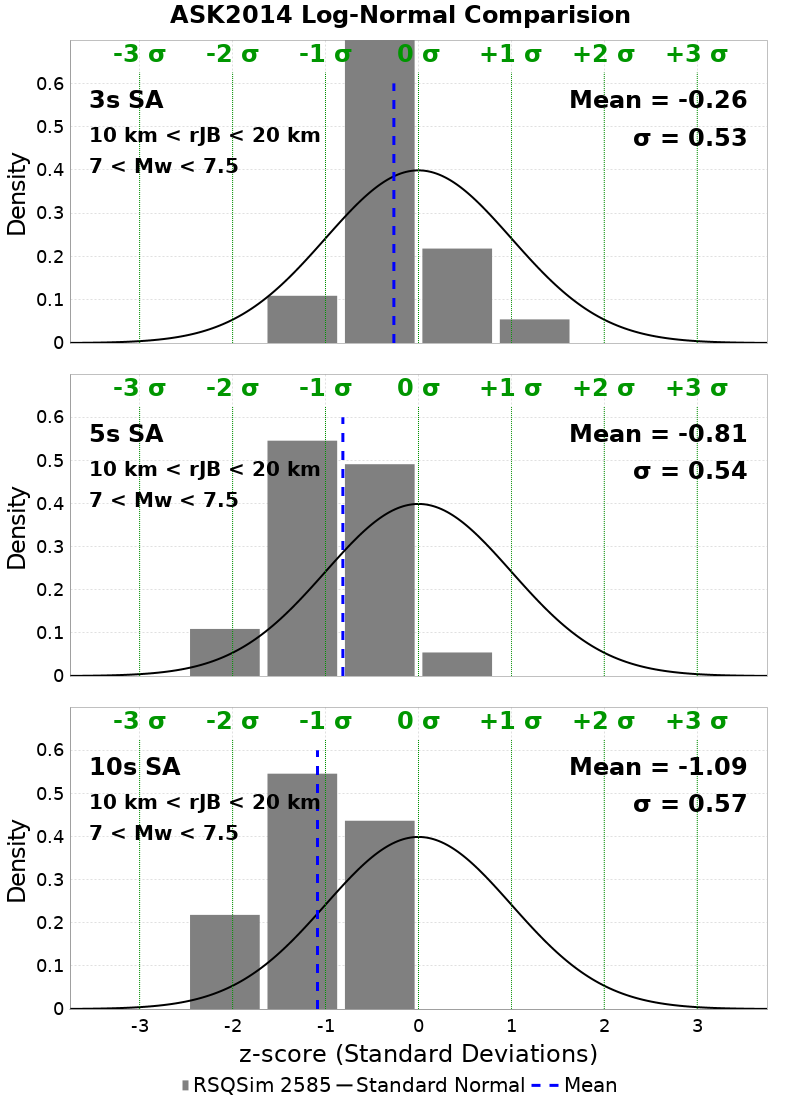 ASK2014 Log-Normal Comparision
-3 σ -2 σ -1 σ 0 σ +1 σ +2 σ +3 σ
0.6
3s SA
Mean = -0.26
0.5
10 km < rJB < 20 km
σ = 0.53
7 < Mw < 7.5
0.4
0.3
0.2
0.1
0
Density
-3 σ -2 σ -1 σ 0 σ +1 σ +2 σ +3 σ
0.6
5s SA
Mean = -0.81
0.5
10 km < rJB < 20 km
σ = 0.54
7 < Mw < 7.5
0.4
0.3
0.2
0.1
0
Density
-3 σ -2 σ -1 σ 0 σ +1 σ +2 σ +3 σ
0.6
10s SA
Mean = -1.09
0.5
10 km < rJB < 20 km
σ = 0.57
7 < Mw < 7.5
0.4
0.3
0.2
0.1
0
Density
-3 -2 -1 0 1 2 3
z-score (Standard Deviations)
RSQSim 2585 Standard Normal Mean